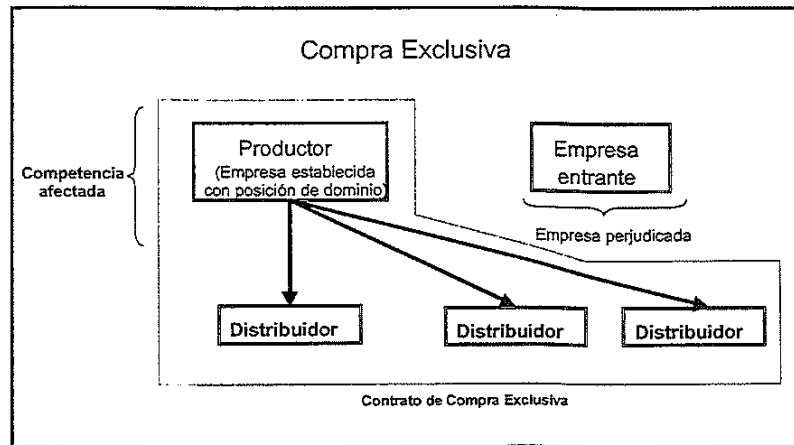 Compra Exclusiva
Competencia
afectada
Productor
(Empresa establecida
con posición de dominio)
Empresa
entrante
Empresa perjudicada
Distribuidor
Distribuidor
Distribuidor
Contrato de Compra Exclusiva